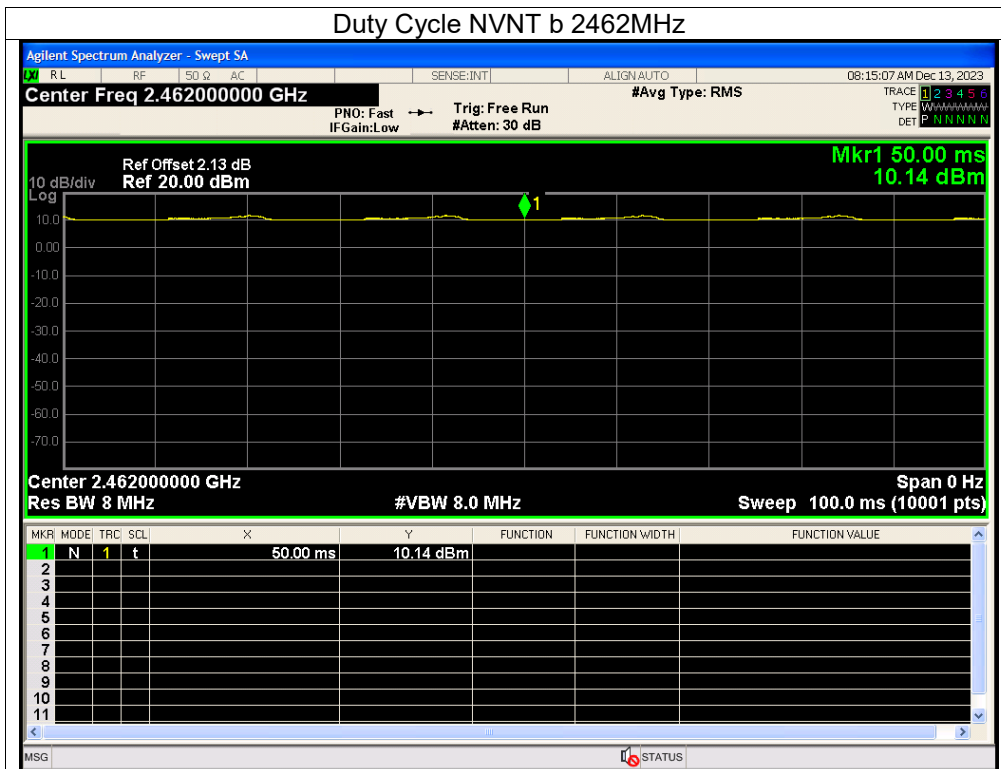 Duty Cycle NVNT b 2462MHz
Agilent Spectrum Analyzer - Swept SA
LXI RL RF 50 Ω AC SENSE:INT ALIGN AUTO 08:15:07 AM Dec 13, 2023
Center Freq 2.462000000 GHz #Avg Type: RMS TRACE 1 2 3 4 5 6
PNO: Fast Trig: Free Run TYPE WWWWWW
IFGain:Low #Atten: 30 dB DET P N N N N N
Mkr1 50.00 ms
Ref Offset 2.13 dB
10 dB/div Ref 20.00 dBm 10.14 dBm
Log
1
10.0
0.00
-10.0
-20.0
-30.0
-40.0
-50.0
-60.0
-70.0
Center 2.462000000 GHz Span 0 Hz
Res BW 8 MHz #VBW 8.0 MHz Sweep 100.0 ms (10001 pts)
MKR MODE TRC SCL X Y FUNCTION FUNCTION WIDTH FUNCTION VALUE
1 N 1 t 50.00 ms 10.14 dBm
2
3
4
5
6
7
8
9
10
11
MSG STATUS